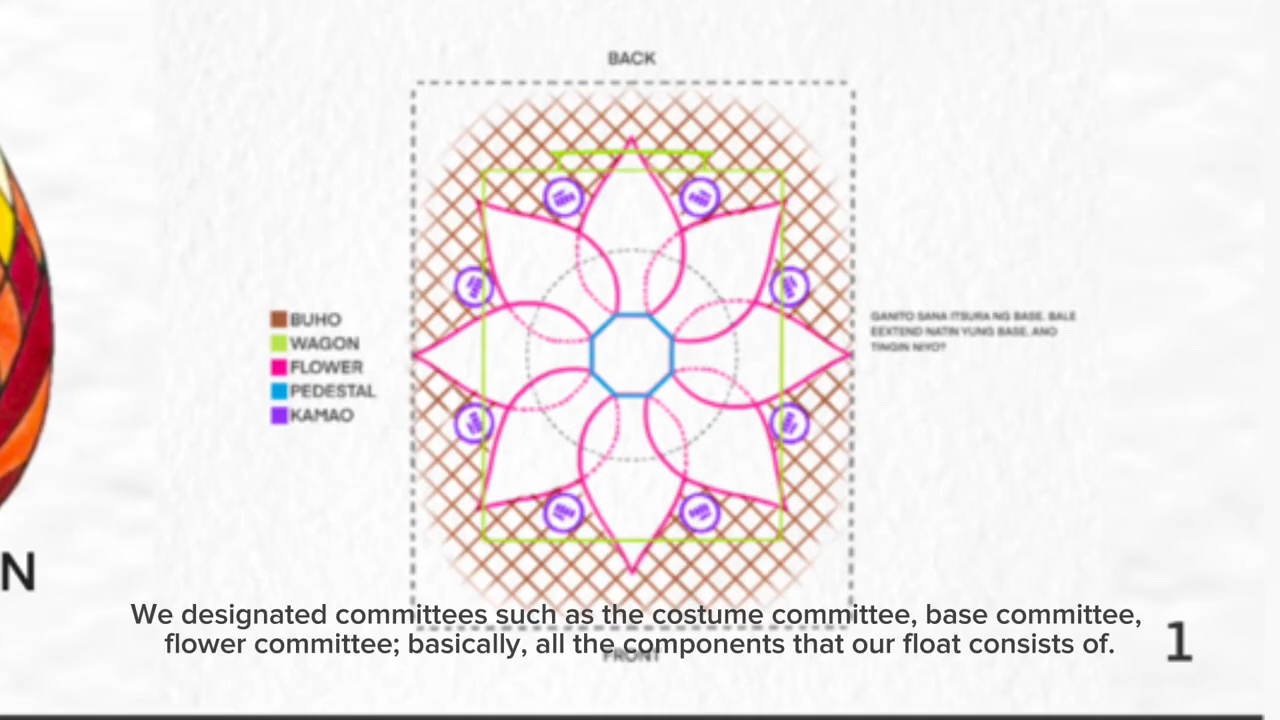 BACK
BUHO
WAGON
FLOWER
PEDESTAL
KAMAO
GANITO SANA ITSURA NG BASE. BALE
EEXTEND NATIN YUNG BASE. ANO
TINGIN NIYO?
N
We designated committees such as the costume committee, base committee,
flower committee; basically, all the components that our float consists of.
FRONT
1